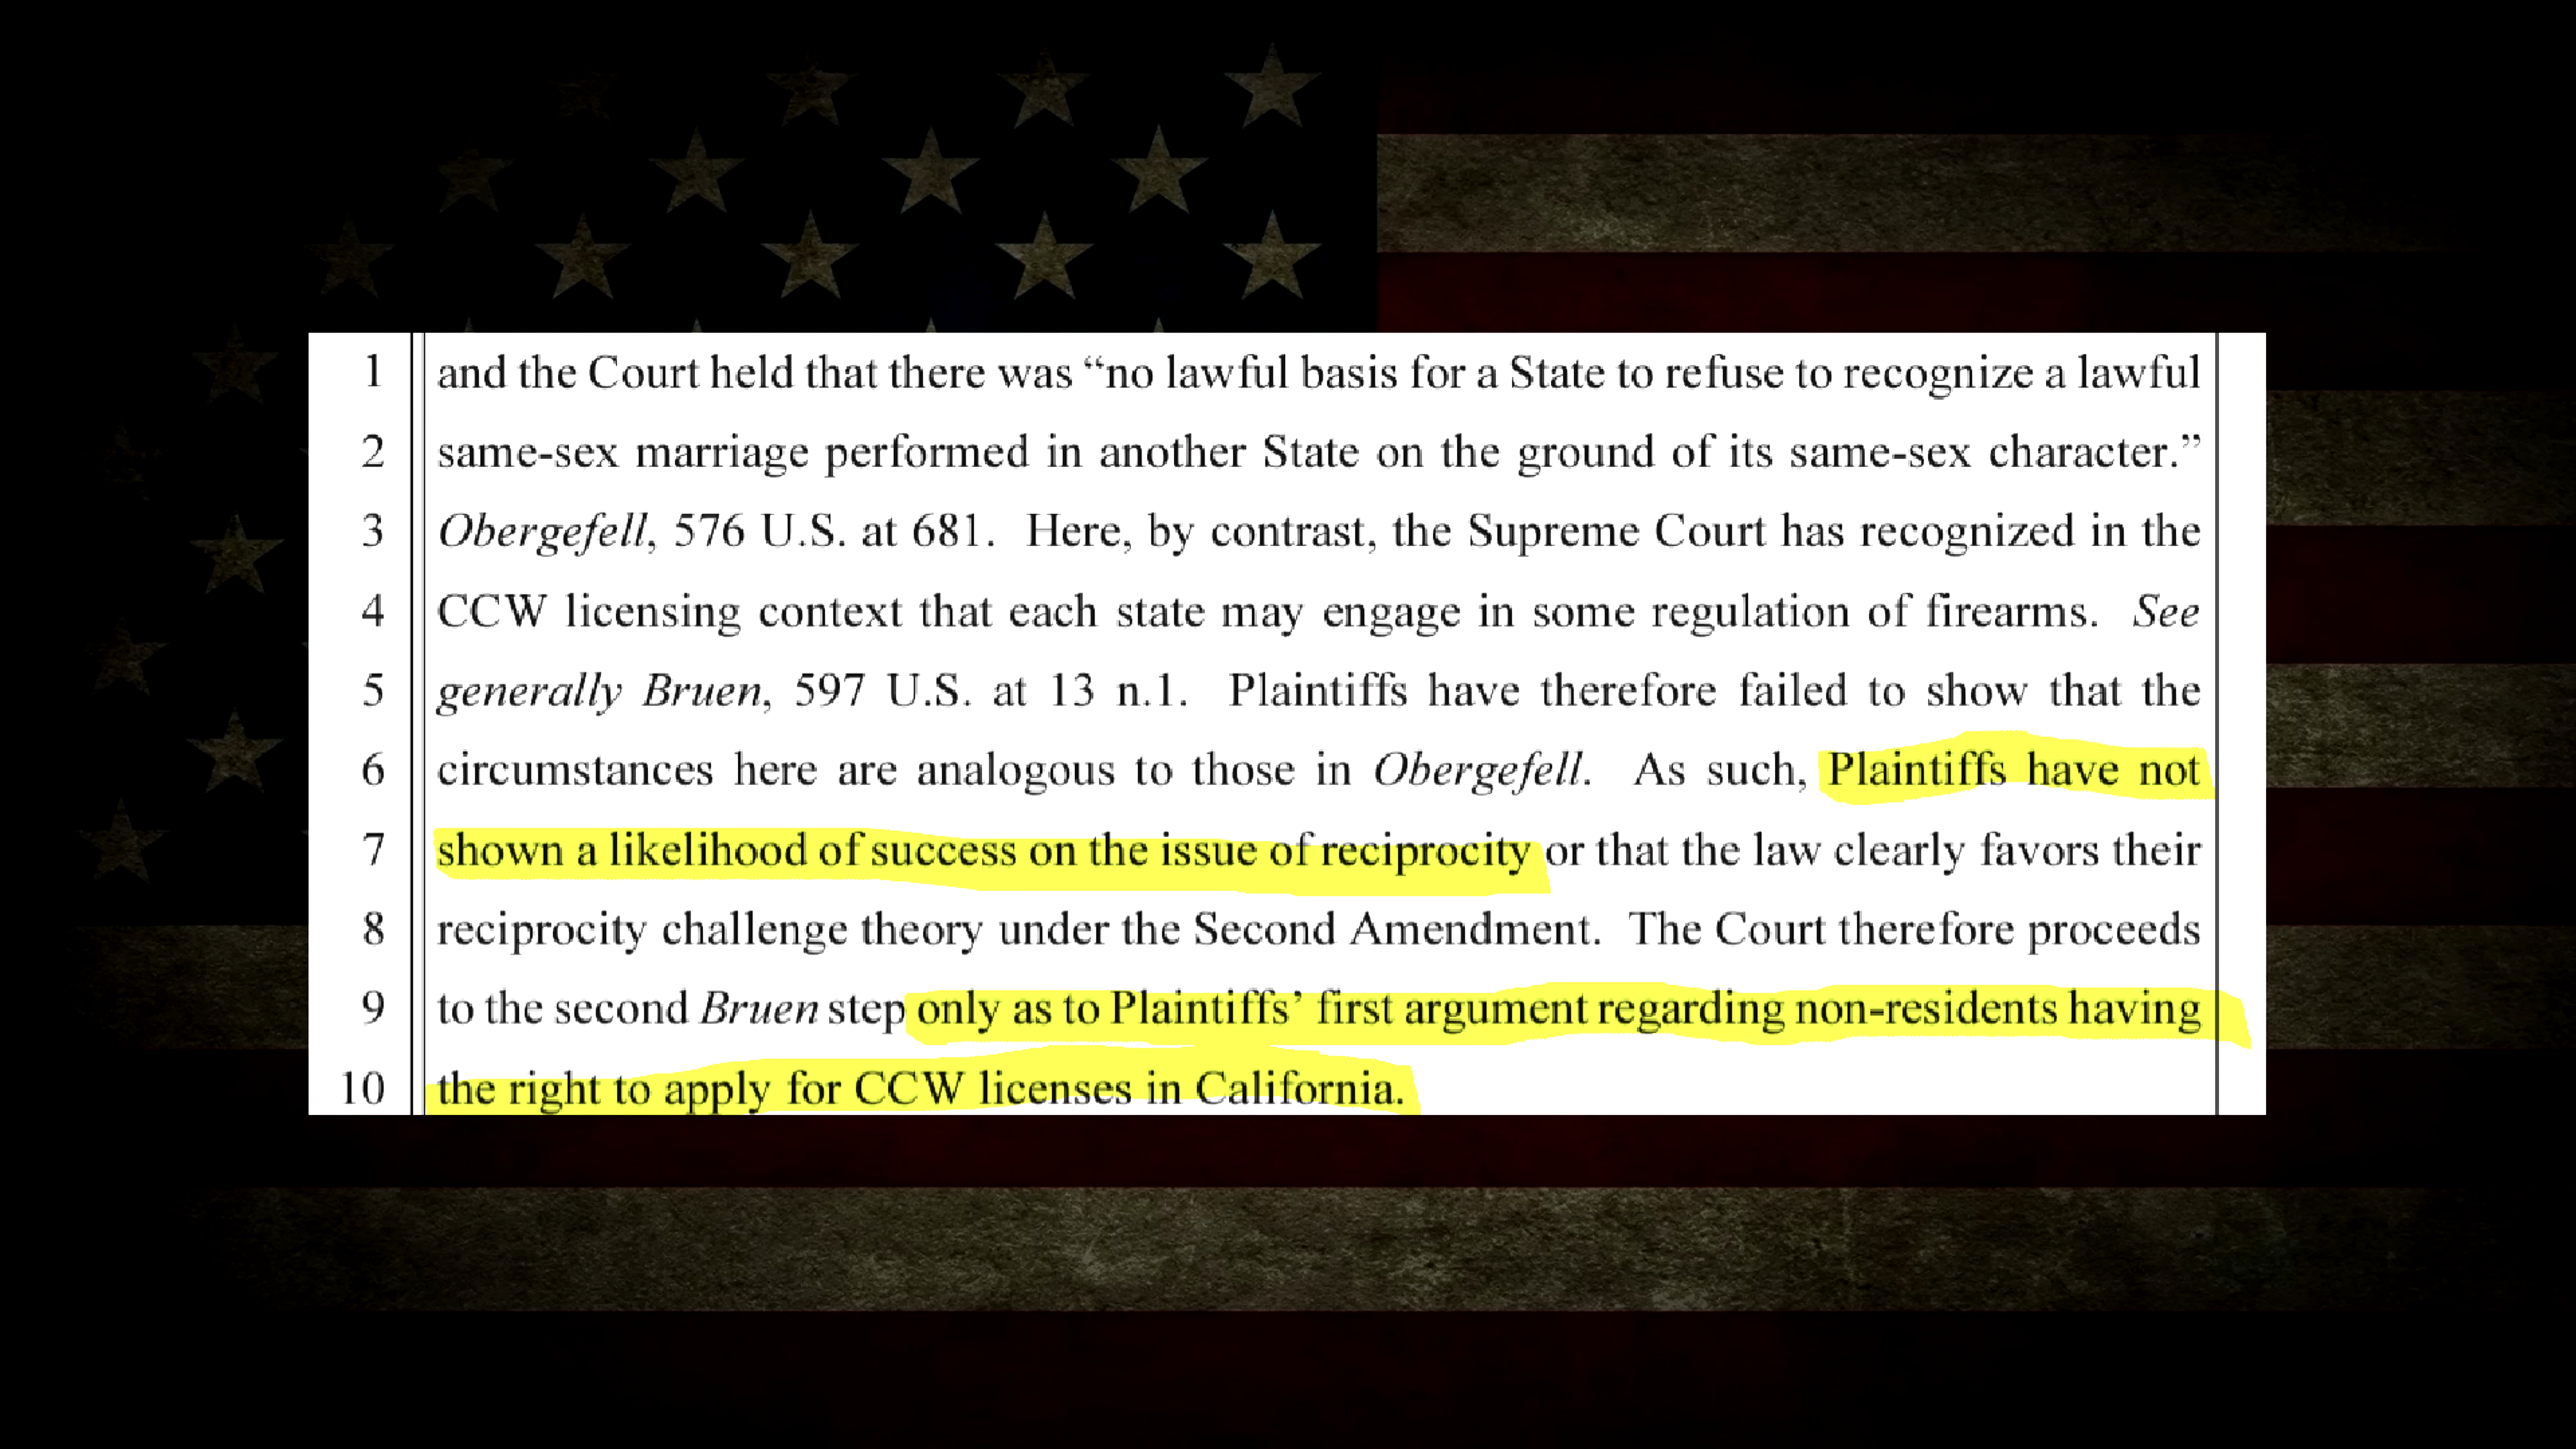 1 and the Court held that there was “no lawful basis for a State to refuse to recognize a lawful
2 same-sex marriage performed in another State on the ground of its same-sex character.”
3 Obergefell, 576 U.S. at 681. Here, by contrast, the Supreme Court has recognized in the
4 CCW licensing context that each state may engage in some regulation of firearms. See
5 generally Bruen, 597 U.S. at 13 n.1. Plaintiffs have therefore failed to show that the
6 circumstances here are analogous to those in Obergefell. As such, Plaintiffs have not
7 shown a likelihood of success on the issue of reciprocity or that the law clearly favors their
8 reciprocity challenge theory under the Second Amendment. The Court therefore proceeds
9 to the second Bruen step only as to Plaintiffs’ first argument regarding non-residents having
10 the right to apply for CCW licenses in California.